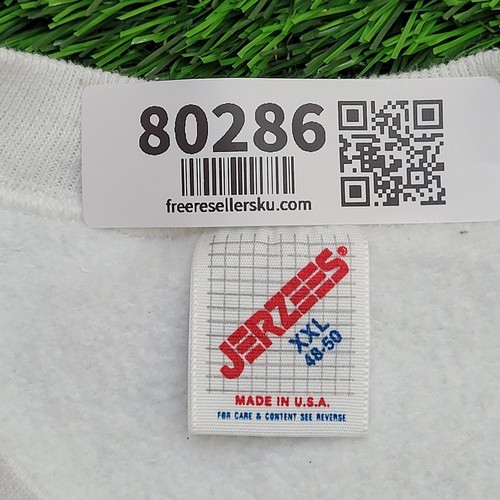 80286
freeresellersku.com
JERZEES®
XXL
48-50
MADE IN U.S.A.
FOR CARE & CONTENT SEE REVERSE